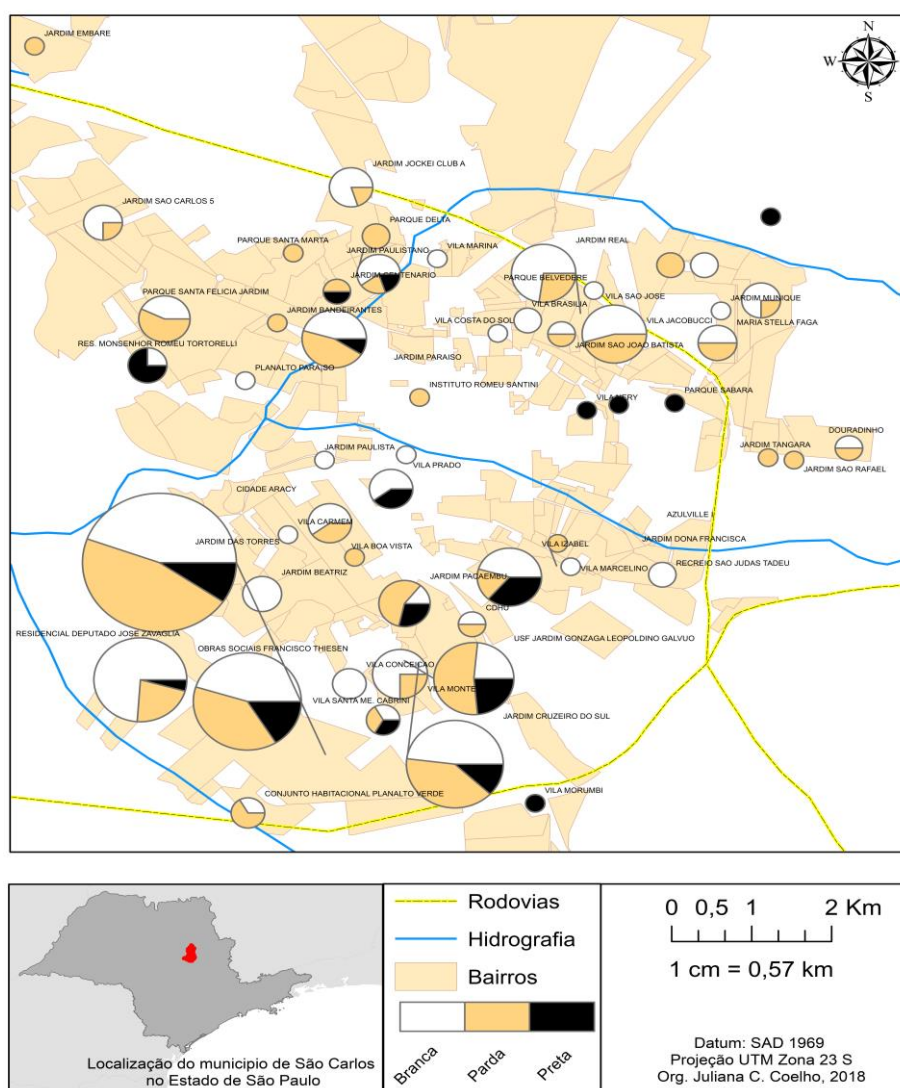 JARDIM EMBARE
N
W
E
S
JARDIM JOCKEI CLUB A
JARDIM SAO CARLOS 5
PARQUE DELTA
PARQUE SANTA MARTA
JARDIM PAULISTANO
VILA MARINA
JARDIM REAL
JARDIM CENTENARIO
PARQUE BELVEDERE
PARQUE SANTA FELICIA JARDIM
VILA SAO JOSE
JARDIM MUNIQUE
VILA BRASILIA
JARDIM BANDEIRANTES
VILA COSTA DO SOL
VILA JACOBUCCI
MARIA STELLA FAGA
RES. MONSENHOR ROMEU TORTORELLI
JARDIM SAO JOAO BATISTA
JARDIM PARAISO
PLANALTO PARAISO
INSTITUTO ROMEU SANTINI
PARQUE SABARA
VILA NERY
DOURADINHO
JARDIM TANGARA
JARDIM PAULISTA
VILA PRADO
JARDIM SAO RAFAEL
CIDADE ARACY
AZULVILLE I
VILA CARMEM
JARDIM DAS TORRES
VILA IZABEL
JARDIM DONA FRANCISCA
VILA BOA VISTA
RECREIO SAO JUDAS TADEU
VILA MARCELINO
JARDIM BEATRIZ
JARDIM PACAEMBU
CDHU
RESIDENCIAL DEPUTADO JOSE ZAVAGLIA
USF JARDIM GONZAGA LEOPOLDINO GALVUO
OBRAS SOCIAIS FRANCISCO THIESEN
VILA CONCEICAO
VILA MONTE
VILA SANTA ME. CABRINI
JARDIM CRUZEIRO DO SUL
CONJUNTO HABITACIONAL PLANALTO VERDE
VILA MORUMBI
Localização do municipio de São Carlos
no Estado de São Paulo
Rodovias
Hidrografia
Bairros
Branca
Parda
Preta
0 0,5 1 2 Km
1 cm = 0,57 km
Datum: SAD 1969
Projeção UTM Zona 23 S
Org. Juliana C. Coelho, 2018